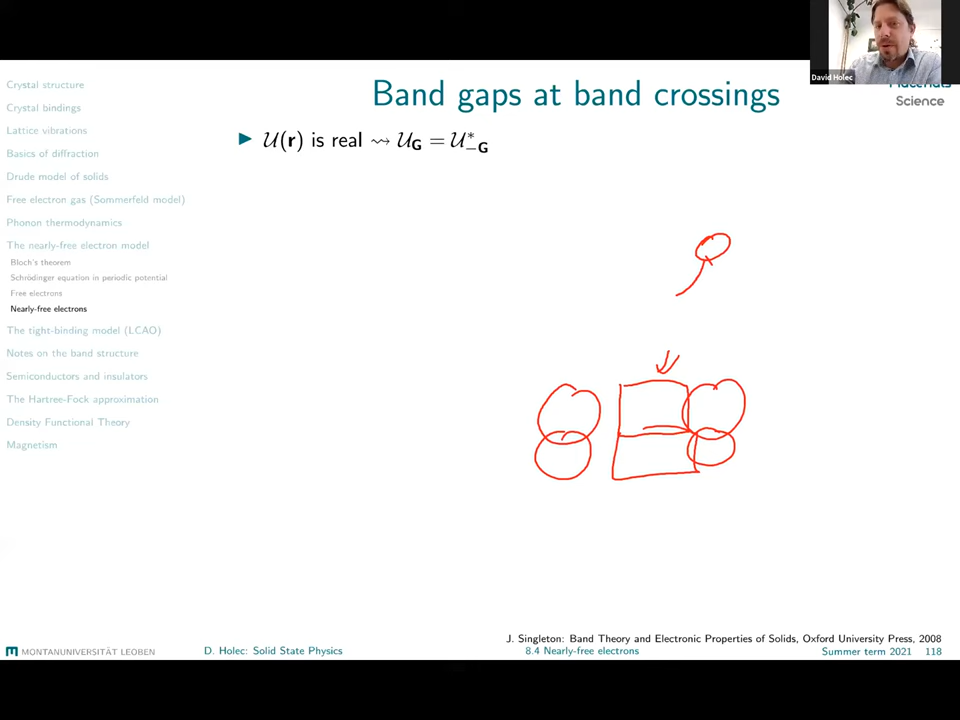 David Holec
Materials
Science
Band gaps at band crossings
Crystal structure
Crystal bindings
Lattice vibrations
Basics of diffraction
Drude model of solids
Free electron gas (Sommerfeld model)
Phonon thermodynamics
The nearly-free electron model
Bloch's theorem
Schrödinger equation in periodic potential
Free electrons
Nearly-free electrons
The tight-binding model (LCAO)
Notes on the band structure
Semiconductors and insulators
The Hartree-Fock approximation
Density Functional Theory
Magnetism
▶ 𝒰(𝐫) is real ⇝ 𝒰_𝐆 = 𝒰*_−𝐆
J. Singleton: Band Theory and Electronic Properties of Solids, Oxford University Press, 2008
MONTANUNIVERSITÄT LEOBEN D. Holec: Solid State Physics 8.4 Nearly-free electrons Summer term 2021 118